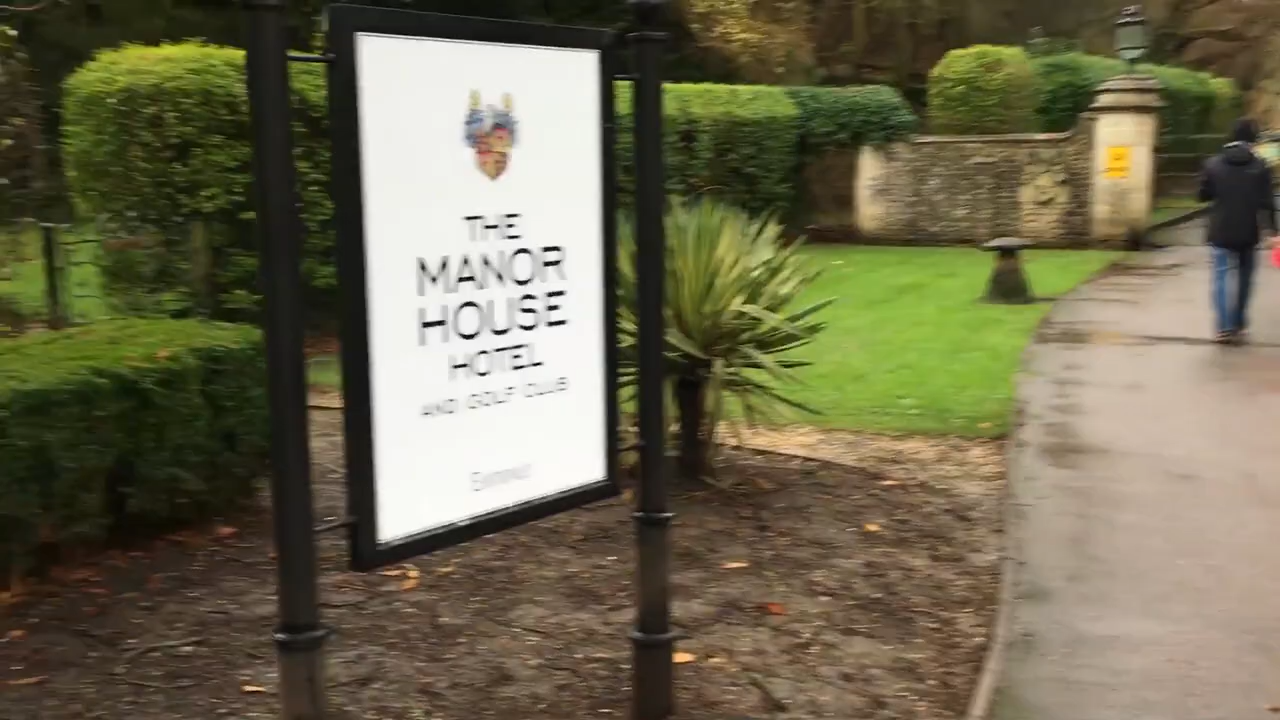 THE
MANOR
HOUSE
HOTEL
AND GOLF CLUB